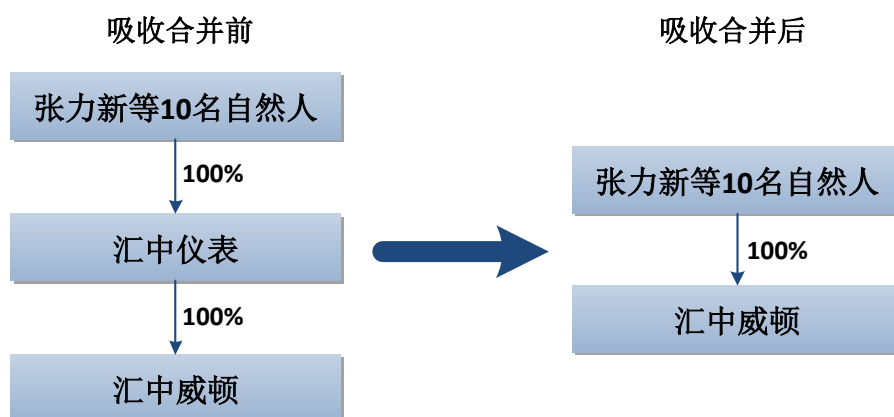 吸收合并前
张力新等10名自然人
100%
汇中仪表
100%
汇中威顿
吸收合并后
张力新等10名自然人
100%
汇中威顿